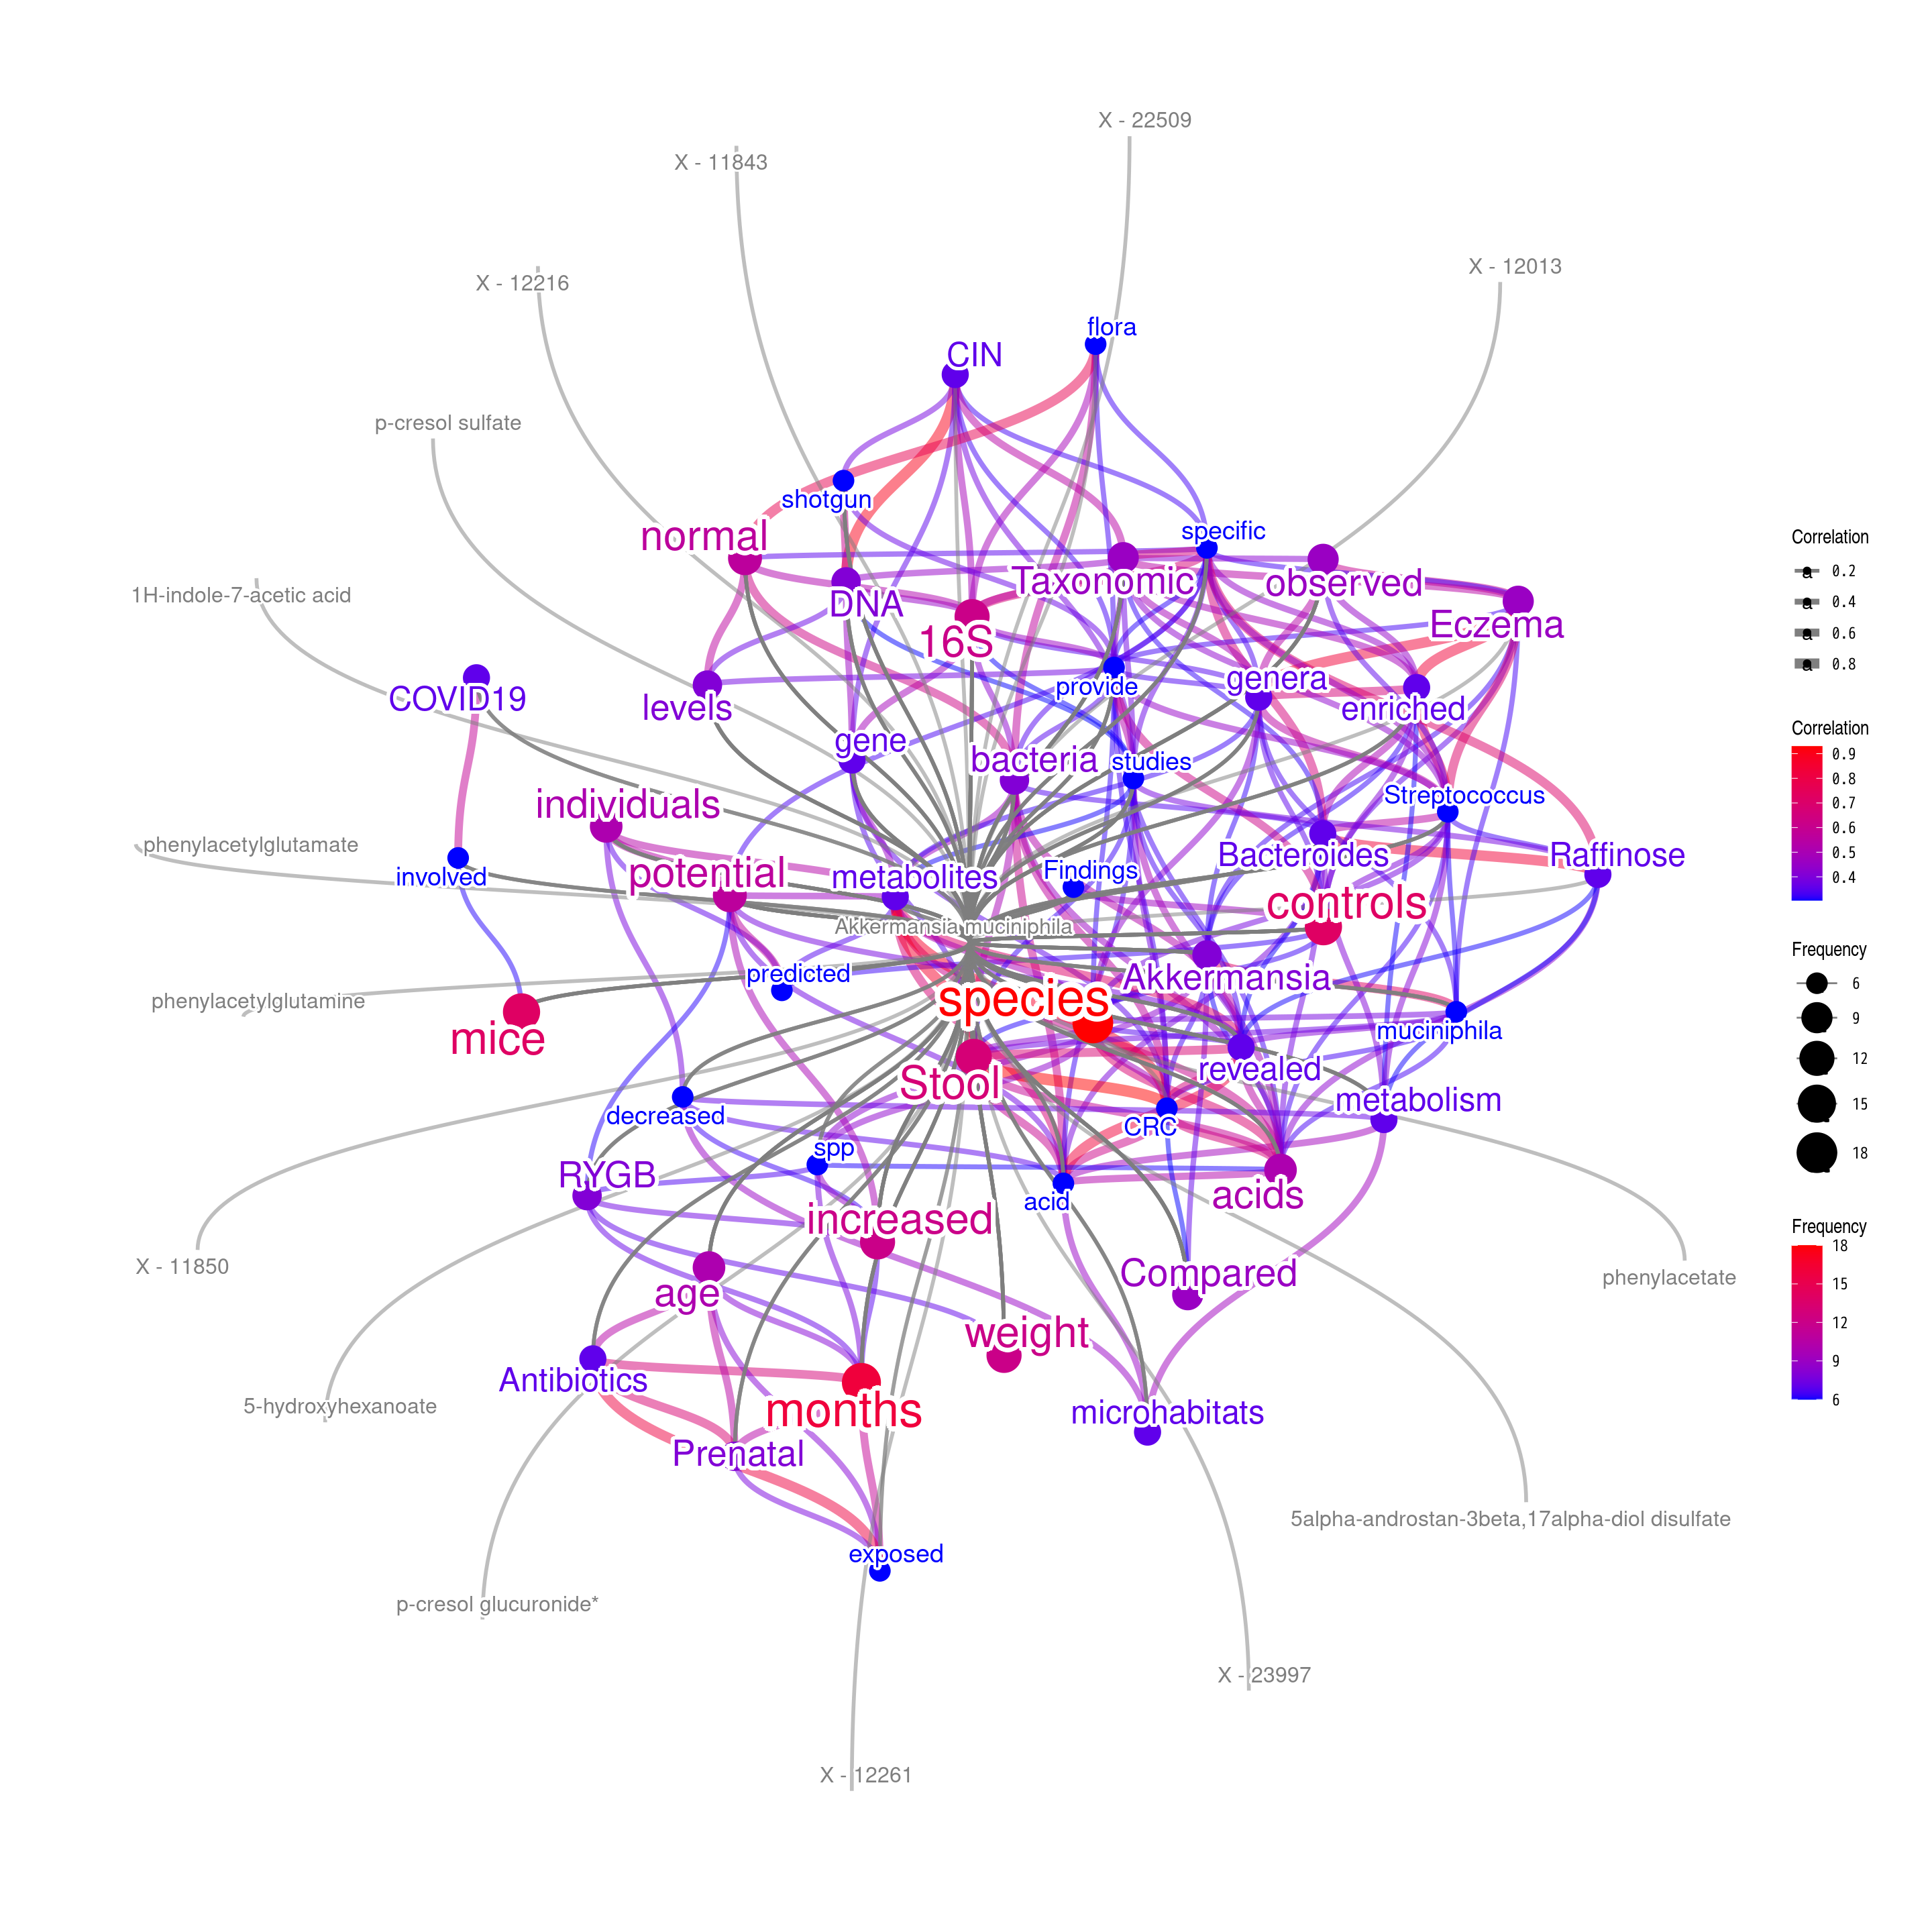 X - 22509
X - 11843
X - 12216
X - 12013
flora
CIN
p-cresol sulfate
shotgun
normal
specific
Taxonomic
observed
DNA
16S
Eczema
1H-indole-7-acetic acid
COVID19
levels
provide
genera
enriched
gene
bacteria
studies
individuals
Streptococcus
phenylacetylglutamate
involved
potential
metabolites
Findings
Bacteroides
Raffinose
controls
Akkermansia muciniphila
predicted
Akkermansia
phenylacetylglutamine
mice
species
muciniphila
Stool
revealed
decreased
CRC
metabolism
spp
RYGB
acid
acids
increased
X - 11850
age
Compared
phenylacetate
weight
Antibiotics
months
5-hydroxyhexanoate
microhabitats
Prenatal
5alpha-androstan-3beta,17alpha-diol disulfate
exposed
p-cresol glucuronide*
X - 23997
X - 12261
Correlation
a 0.2
a 0.4
a 0.6
a 0.8
Correlation
0.9
0.8
0.7
0.6
0.5
0.4
Frequency
6
9
12
15
18
Frequency
18
15
12
9
6